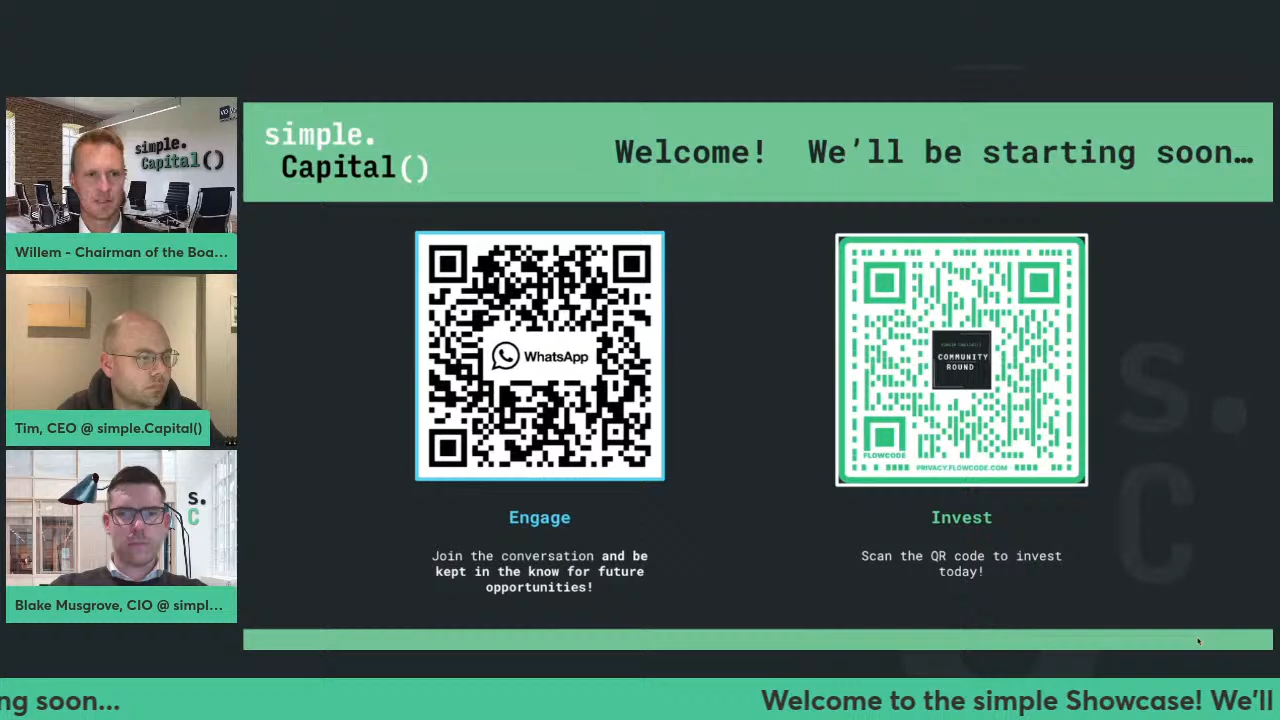 simple.
Capital()
Welcome! We'll be starting soon…
simple.
Capital()
Willem - Chairman of the Boa...
Tim, CEO @ simple.Capital()
s.
C
Blake Musgrove, CIO @ simpl...
WhatsApp
COMMUNITY
ROUND
FLOWCODE
PRIVACY.FLOWCODE.COM
Engage
Join the conversation and be
kept in the know for future
opportunities!
Invest
Scan the QR code to invest
today!
s.
C
ng soon...
Welcome to the simple Showcase! We'll